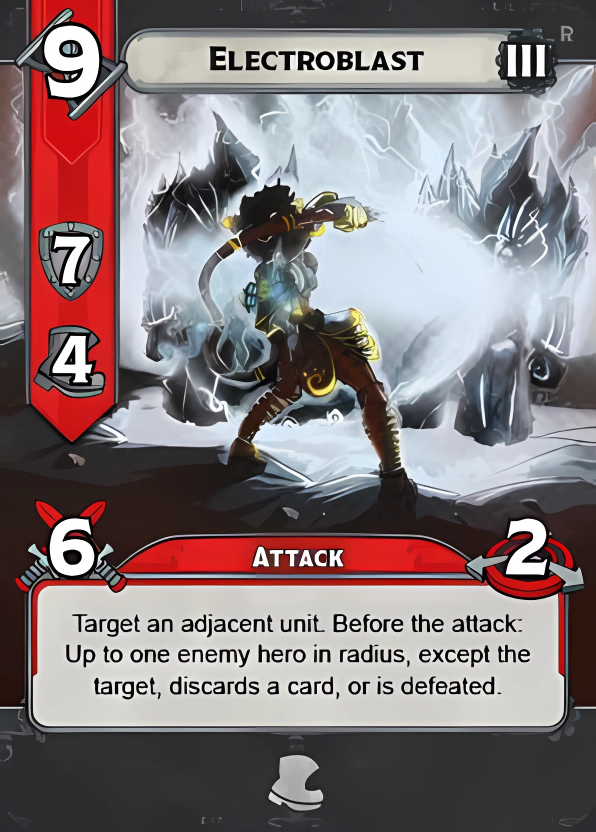 R
9
ELECTROBLAST
III
7
4
6
ATTACK
2
Target an adjacent unit. Before the attack:
Up to one enemy hero in radius, except the
target, discards a card, or is defeated.